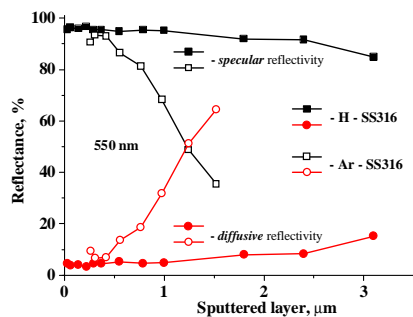 100
80
60
40
20
0
Reflectance, %
- specular reflectivity
- H - SS316
550 nm
- Ar - SS316
- diffusive reflectivity
0 1 2 3
Sputtered layer, μm